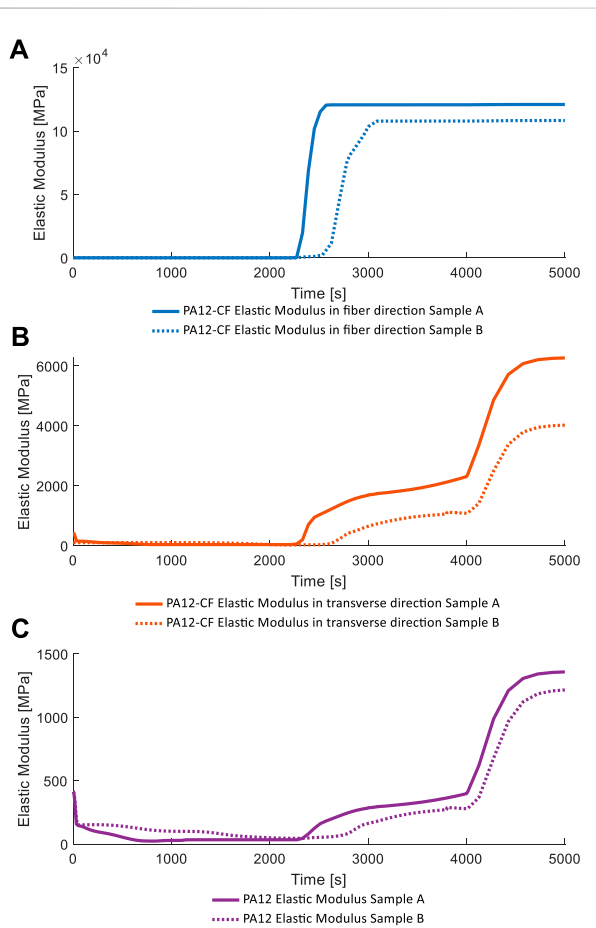 A
×10⁴
15
10
5
0
Elastic Modulus [MPa]
0 1000 2000 3000 4000 5000
Time [s]
PA12-CF Elastic Modulus in fiber direction Sample A
PA12-CF Elastic Modulus in fiber direction Sample B
B
6000
4000
2000
0
Elastic Modulus [MPa]
0 1000 2000 3000 4000 5000
Time [s]
PA12-CF Elastic Modulus in transverse direction Sample A
PA12-CF Elastic Modulus in transverse direction Sample B
C
1500
1000
500
0
Elastic Modulus [MPa]
0 1000 2000 3000 4000 5000
Time [s]
PA12 Elastic Modulus Sample A
PA12 Elastic Modulus Sample B